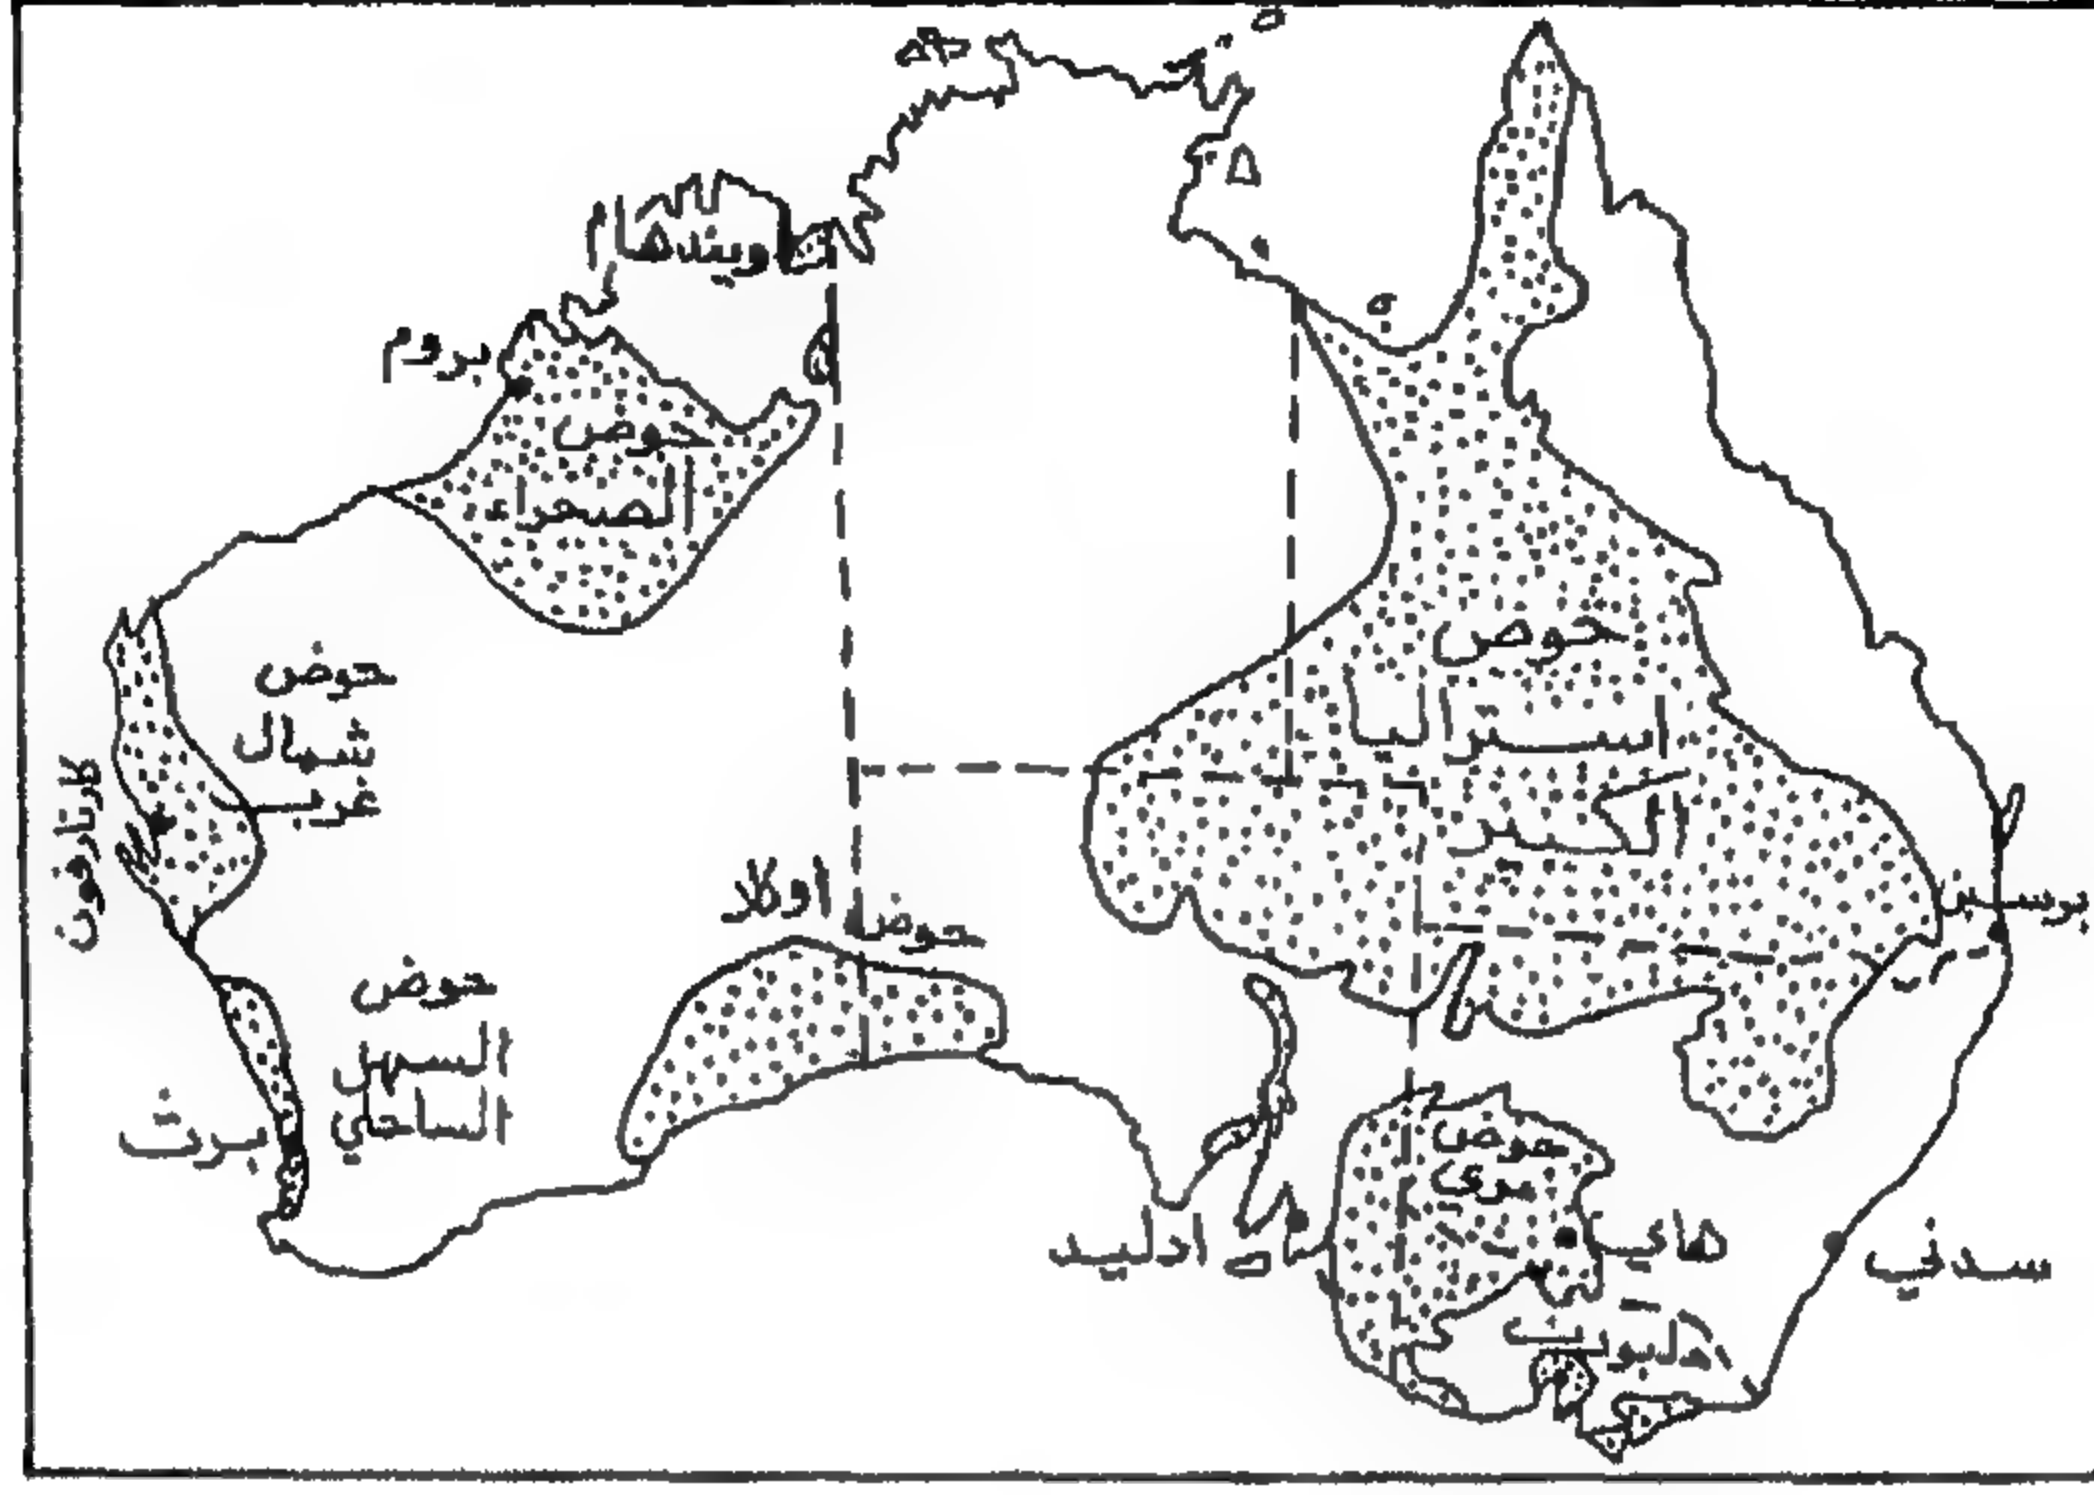 ويندهام
بروم
حوض
الصحراء
حوض
شمال
غرب
كارنارفون
حوض
استراليا
الكبير
حوض اوكلا
برسبن
حوض
السهل
الساحلي
برث
حوض
مرى
ادليد
هاي
سدني
ملبورن